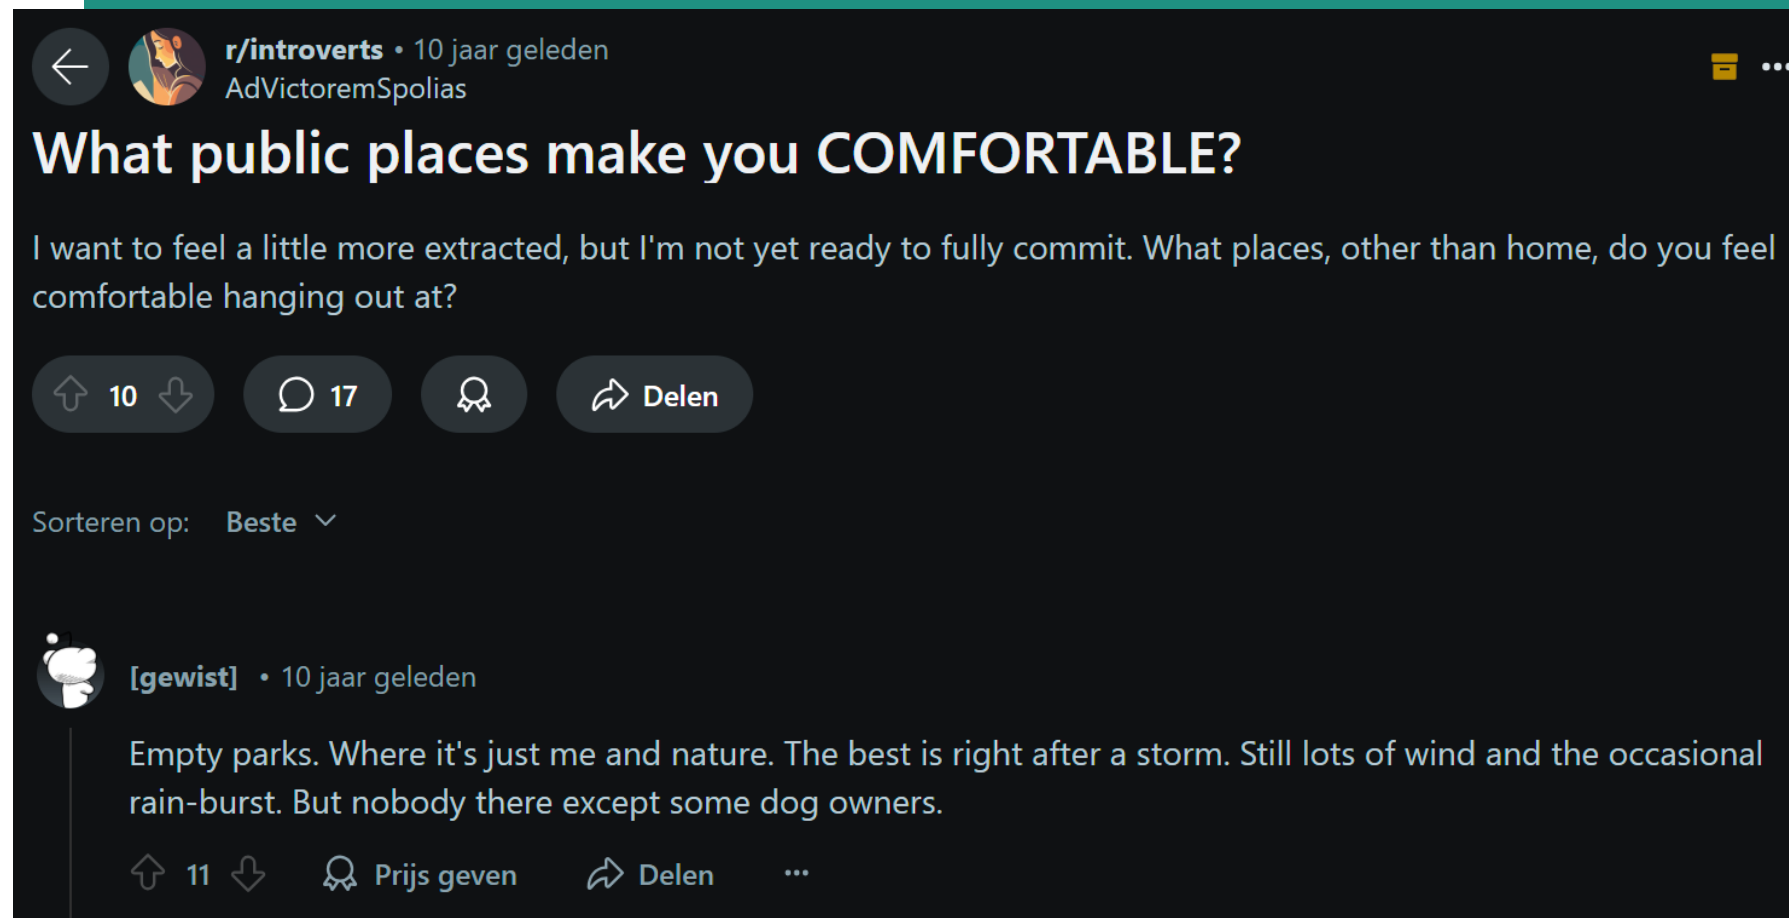 r/introverts • 10 jaar geleden
AdVictoremSpolias
What public places make you COMFORTABLE?
I want to feel a little more extracted, but I'm not yet ready to fully commit. What places, other than home, do you feel
comfortable hanging out at?
10 17 Delen
Sorteren op: Beste
[gewist] • 10 jaar geleden
Empty parks. Where it's just me and nature. The best is right after a storm. Still lots of wind and the occasional
rain-burst. But nobody there except some dog owners.
11 Prijs geven Delen